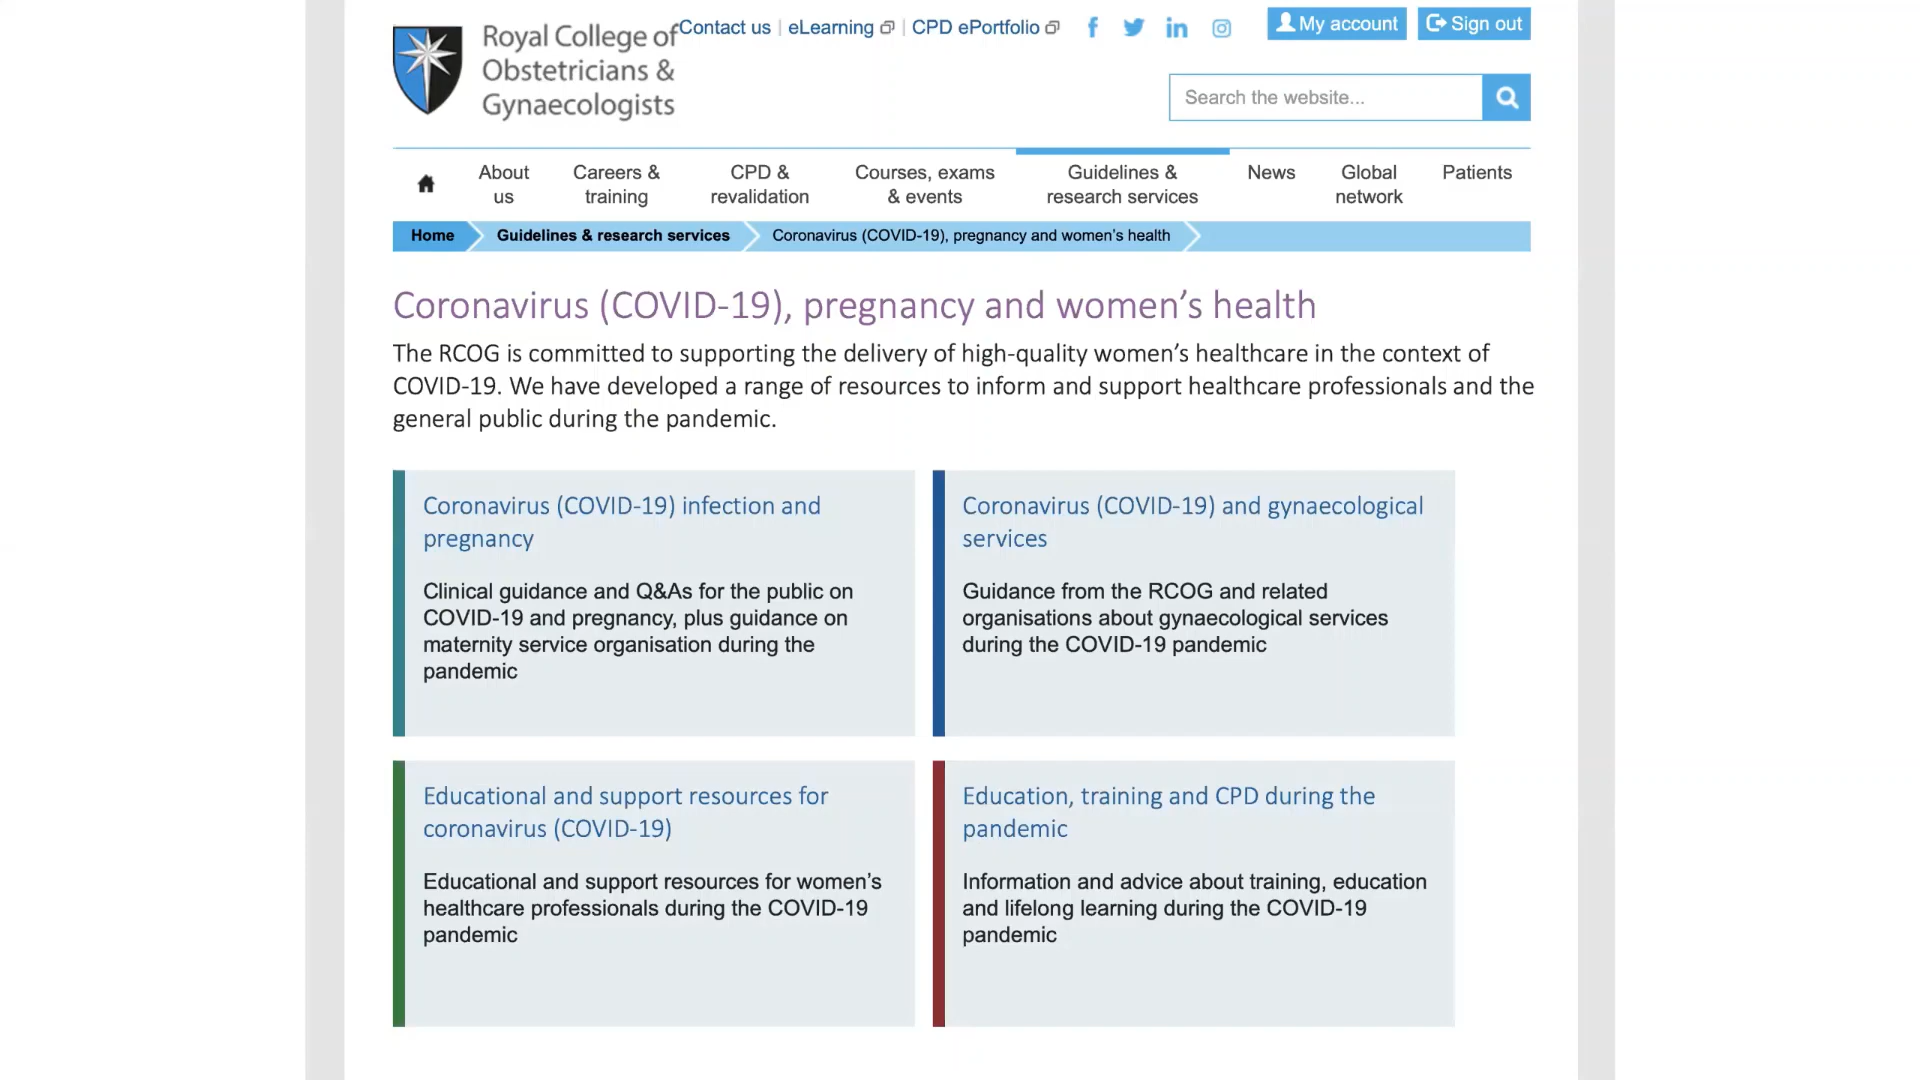 Royal College of
Obstetricians &
Gynaecologists
Contact us | eLearning | CPD ePortfolio
My account
Sign out
Search the website...
About
us
Careers &
training
CPD &
revalidation
Courses, exams
& events
Guidelines &
research services
News
Global
network
Patients
Home
Guidelines & research services
Coronavirus (COVID-19), pregnancy and women’s health
Coronavirus (COVID-19), pregnancy and women’s health
The RCOG is committed to supporting the delivery of high-quality women’s healthcare in the context of
COVID-19. We have developed a range of resources to inform and support healthcare professionals and the
general public during the pandemic.
Coronavirus (COVID-19) infection and
pregnancy
Clinical guidance and Q&As for the public on
COVID-19 and pregnancy, plus guidance on
maternity service organisation during the
pandemic
Coronavirus (COVID-19) and gynaecological
services
Guidance from the RCOG and related
organisations about gynaecological services
during the COVID-19 pandemic
Educational and support resources for
coronavirus (COVID-19)
Educational and support resources for women’s
healthcare professionals during the COVID-19
pandemic
Education, training and CPD during the
pandemic
Information and advice about training, education
and lifelong learning during the COVID-19
pandemic